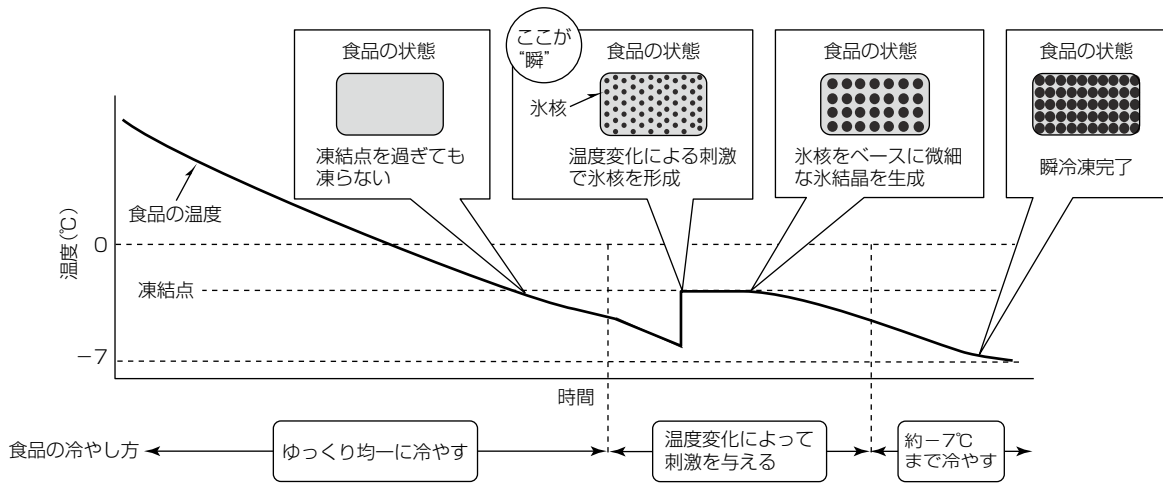 ここが
“瞬”
食品の状態
凍結点を過ぎても
凍らない
食品の状態
氷核
温度変化による刺激
で氷核を形成
食品の状態
氷核をベースに微細
な氷結晶を生成
食品の状態
瞬冷凍完了
食品の温度
温度(℃)
0
凍結点
−7
時間
食品の冷やし方
ゆっくり均一に冷やす
温度変化によって
刺激を与える
約−7℃
まで冷やす